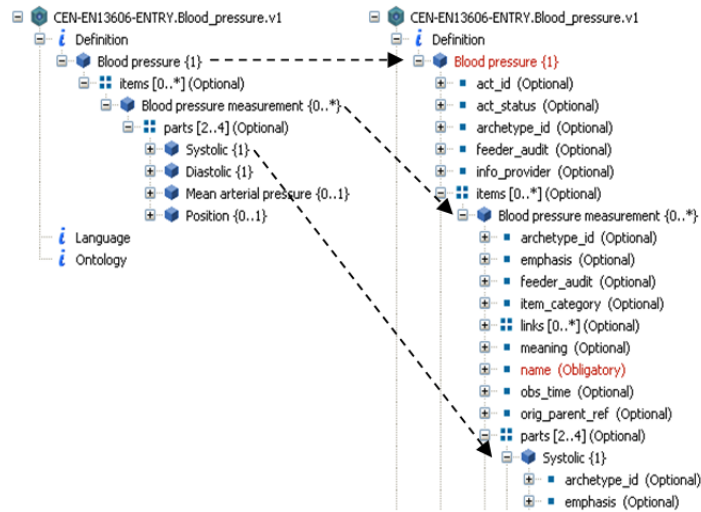 CEN-EN13606-ENTRY.Blood_pressure.v1
Definition
Blood pressure {1}
items [0..*] (Optional)
Blood pressure measurement {0..*}
parts [2..4] (Optional)
Systolic {1}
Diastolic {1}
Mean arterial pressure {0..1}
Position {0..1}
Language
Ontology
CEN-EN13606-ENTRY.Blood_pressure.v1
Definition
Blood pressure {1}
act_id (Optional)
act_status (Optional)
archetype_id (Optional)
feeder_audit (Optional)
info_provider (Optional)
items [0..*] (Optional)
Blood pressure measurement {0..*}
archetype_id (Optional)
emphasis (Optional)
feeder_audit (Optional)
item_category (Optional)
links [0..*] (Optional)
meaning (Optional)
name (Obligatory)
obs_time (Optional)
orig_parent_ref (Optional)
parts [2..4] (Optional)
Systolic {1}
archetype_id (Optional)
emphasis (Optional)